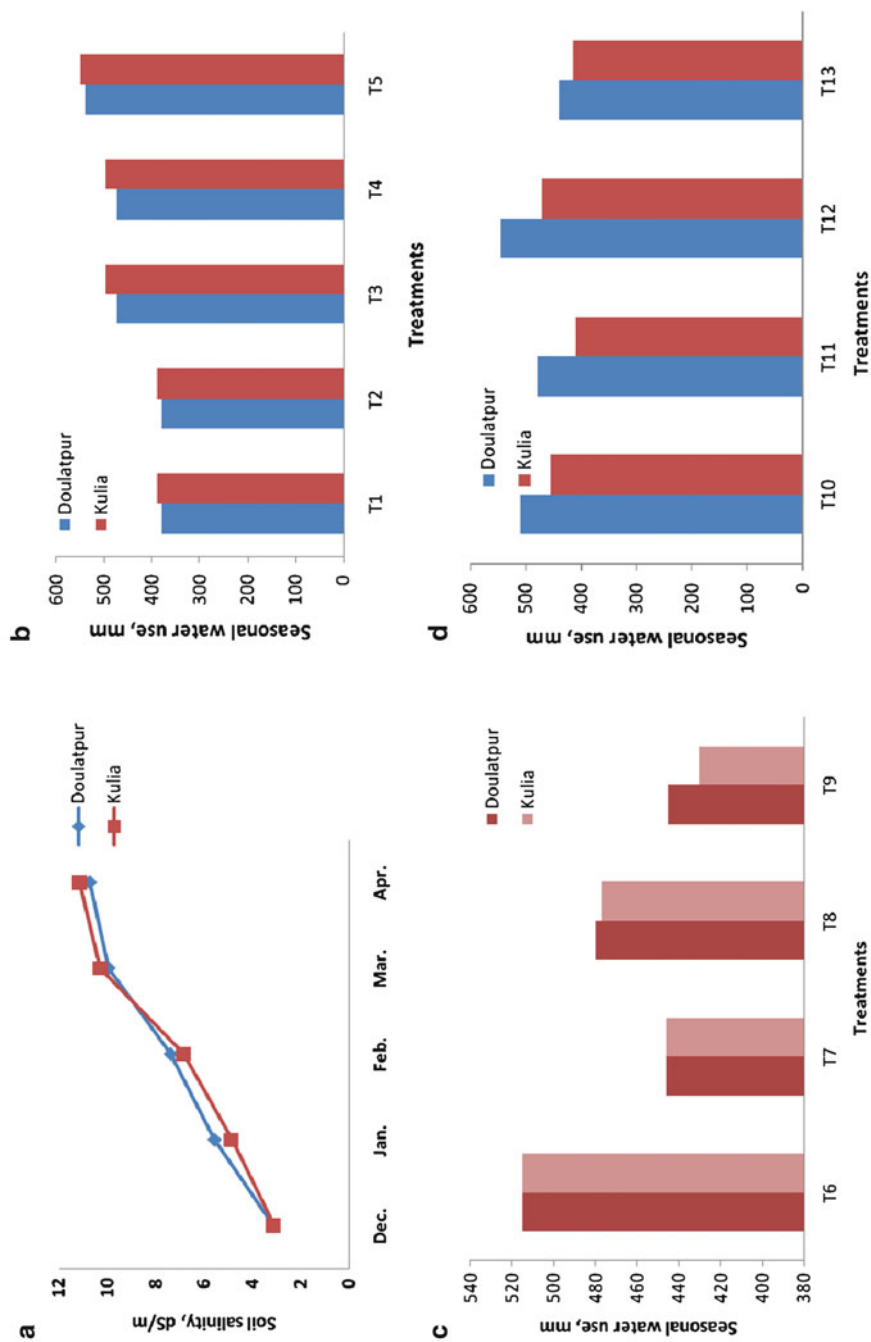 a
Soil salinity, dS/m
12
10
6
4
2
0
Dec.
Jan.
Feb.
Mar.
Apr.
Doulatpur
Kulia
b
Seasonal water use, mm
600
500
400
300
200
100
0
T1
T2
T3
T4
T5
Treatments
Doulatpur
Kulia
c
Seasonal water use, mm
540
520
500
480
460
440
420
400
380
T6
T7
T8
T9
Treatments
Doulatpur
Kulia
d
Seasonal water use, mm
600
500
400
300
200
100
0
T10
T11
T12
T13
Treatments
Doulatpur
Kulia